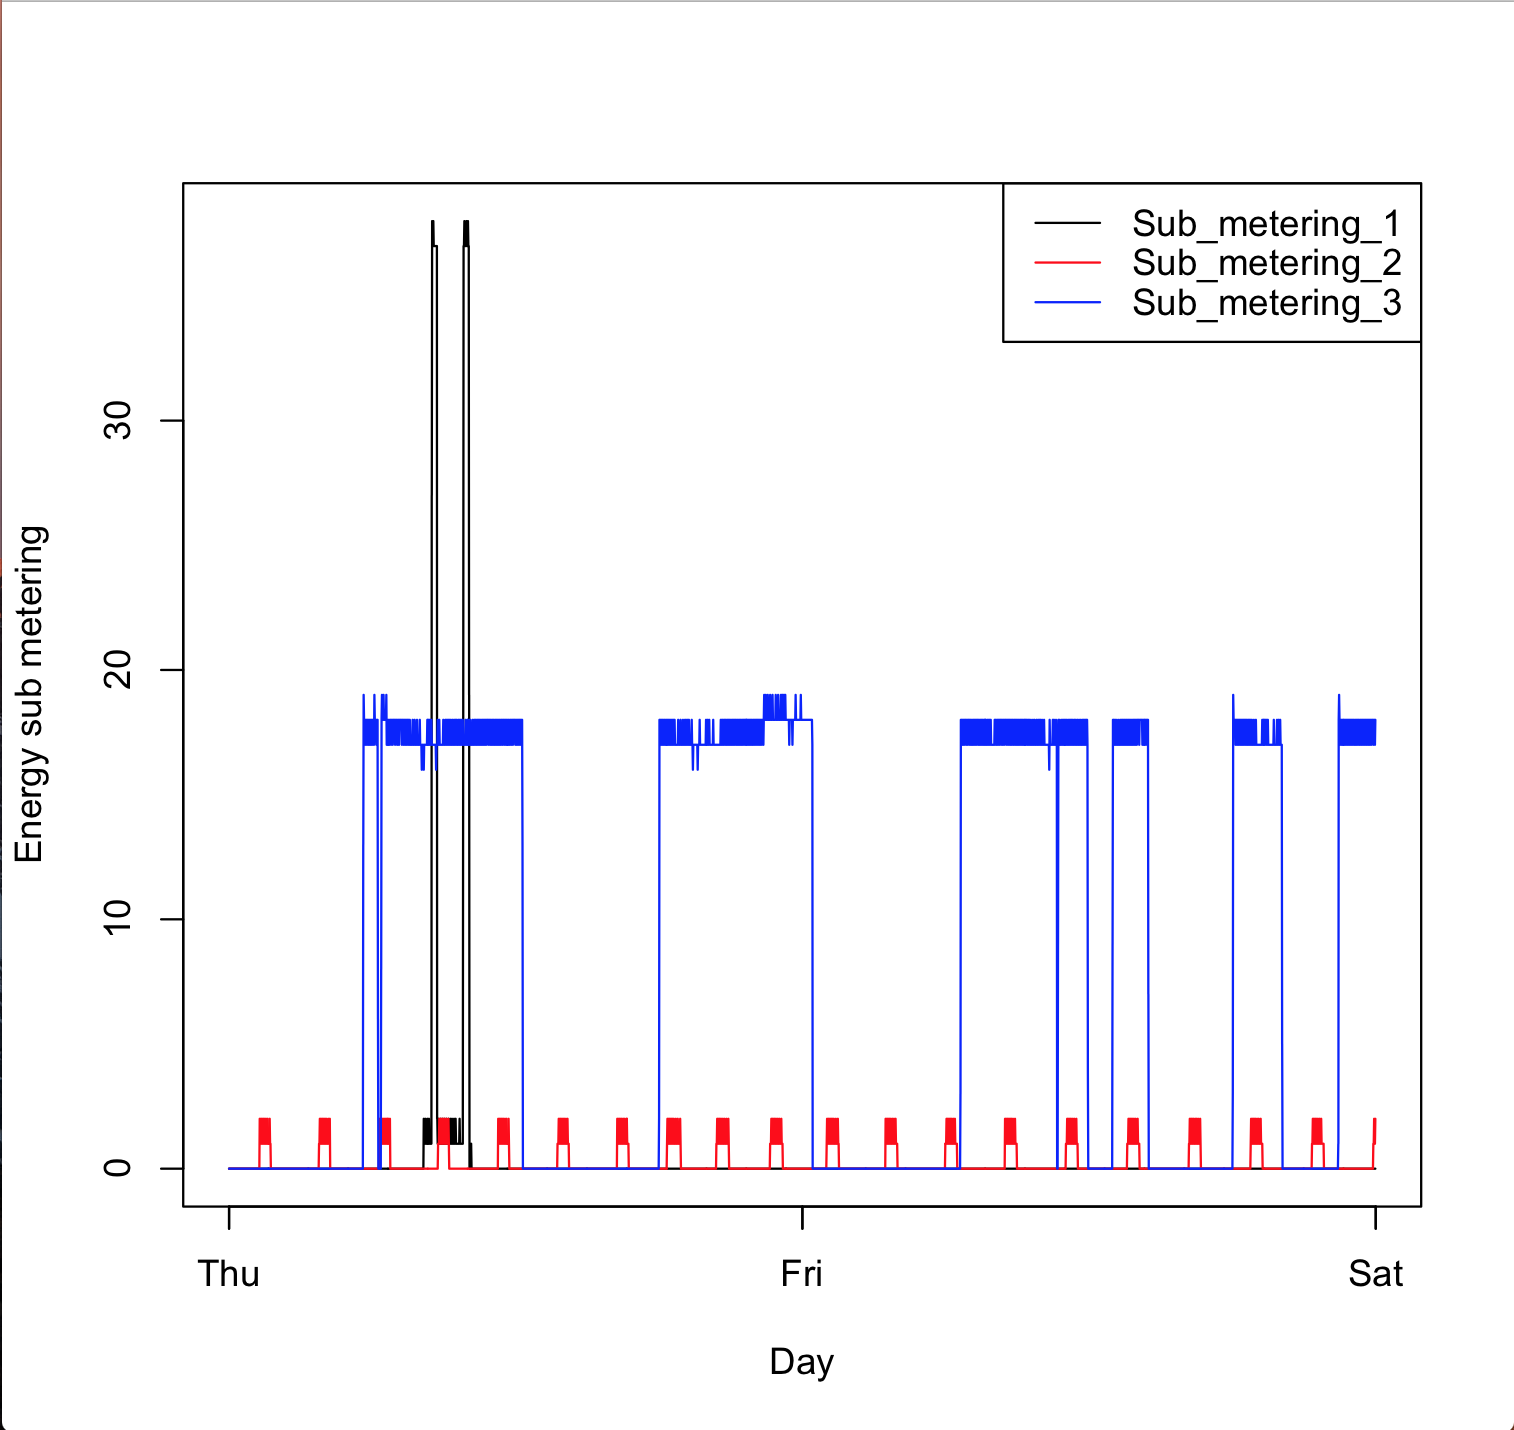 Sub_metering_1
Sub_metering_2
Sub_metering_3
30
20
10
0
Energy sub metering
Thu Fri Sat
Day